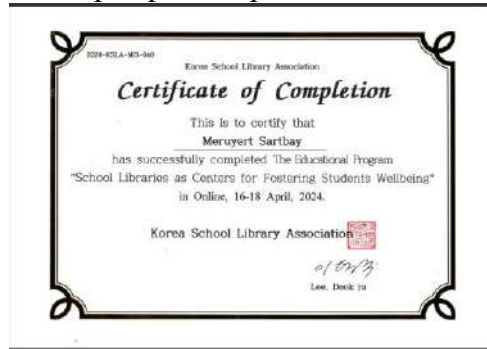 Korea School Library Association
Certificate of Completion
This is to certify that
Meruyert Sartbay
has successfully completed The Educational Program
"School Libraries as Centers for Fostering Students Wellbeing"
in Online, 16-18 April, 2024.
Korea School Library Association
Lee, Deok Ju